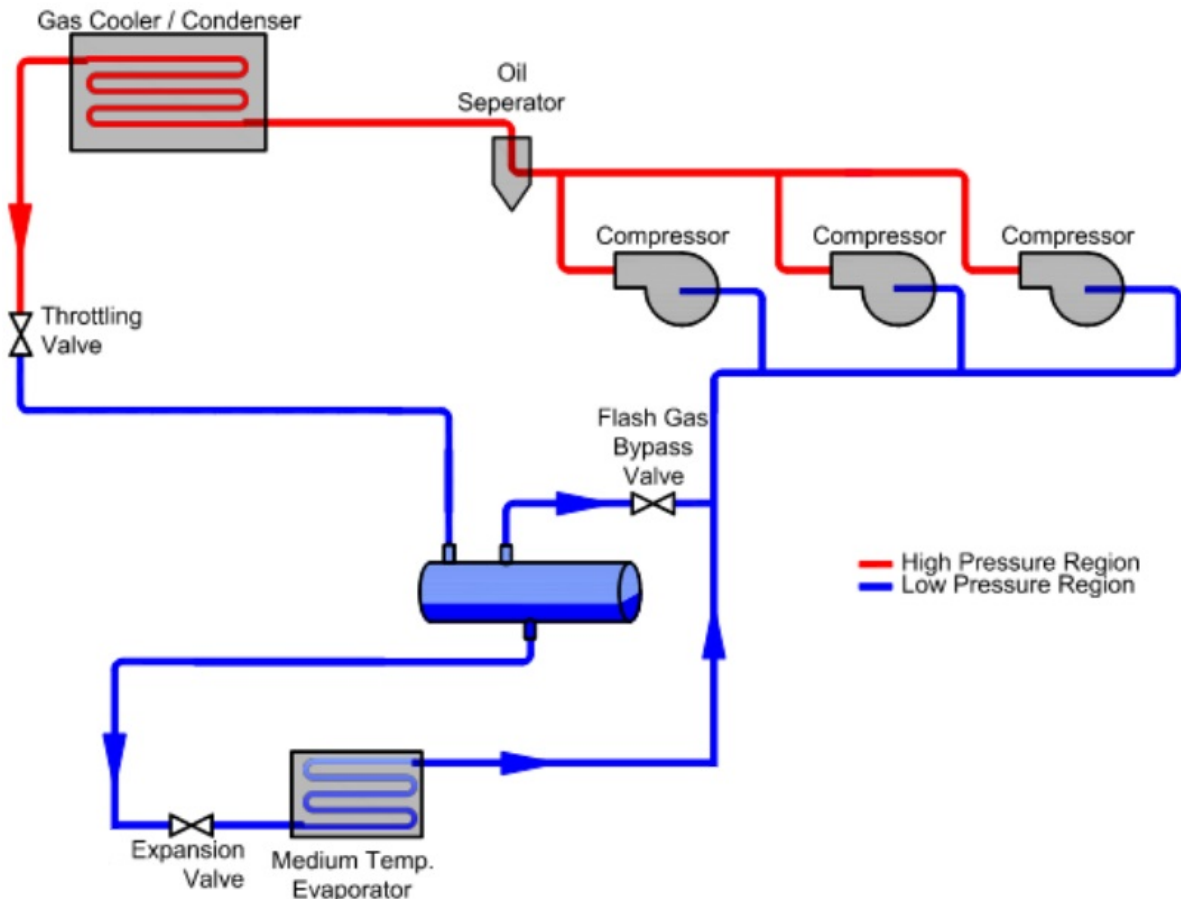 Gas Cooler / Condenser
Oil
Seperator
Compressor
Compressor
Compressor
Throttling
Valve
Flash Gas
Bypass
Valve
High Pressure Region
Low Pressure Region
Expansion
Valve
Medium Temp.
Evaporator